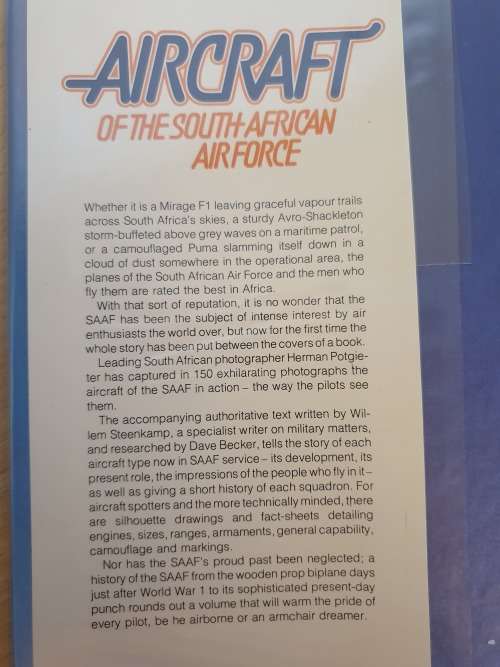 AIRCRAFT
OF THE SOUTH AFRICAN
AIR FORCE
Whether it is a Mirage F1 leaving graceful vapour trails
across South Africa's skies, a sturdy Avro-Shackleton
storm-buffeted above grey waves on a maritime patrol,
or a camouflaged Puma slamming itself down in a
cloud of dust somewhere in the operational area, the
planes of the South African Air Force and the men who
fly them are rated the best in Africa.
With that sort of reputation, it is no wonder that the
SAAF has been the subject of intense interest by air
enthusiasts the world over, but now for the first time the
whole story has been put between the covers of a book.
Leading South African photographer Herman Potgie-
ter has captured in 150 exhilarating photographs the
aircraft of the SAAF in action – the way the pilots see
them.
The accompanying authoritative text written by Wil-
lem Steenkamp, a specialist writer on military matters,
and researched by Dave Becker, tells the story of each
aircraft type now in SAAF service – its development, its
present role, the impressions of the people who fly in it –
as well as giving a short history of each squadron. For
aircraft spotters and the more technically minded, there
are silhouette drawings and fact-sheets detailing
engines, sizes, ranges, armaments, general capability,
camouflage and markings.
Nor has the SAAF's proud past been neglected; a
history of the SAAF from the wooden prop biplane days
just after World War 1 to its sophisticated present-day
punch rounds out a volume that will warm the pride of
every pilot, be he airborne or an armchair dreamer.